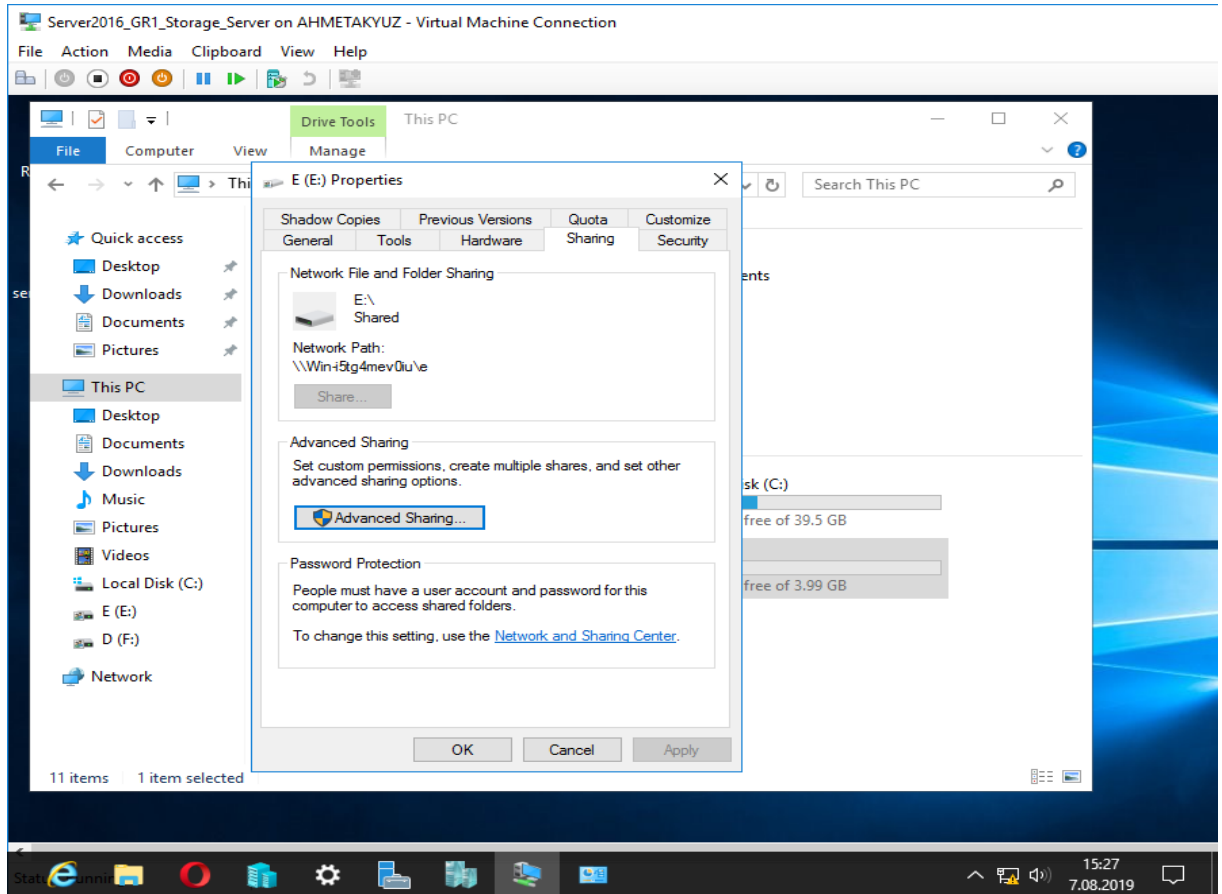 Server2016_GR1_Storage_Server on AHMETAKYUZ - Virtual Machine Connection
File Action Media Clipboard View Help
Drive Tools This PC
File Computer View Manage
Thi
Search This PC
E (E:) Properties
Shadow Copies Previous Versions Quota Customize
General Tools Hardware Sharing Security
Network File and Folder Sharing
E:\
Shared
Network Path:
\\Win-i5tg4mev0iu\e
Share...
Advanced Sharing
Set custom permissions, create multiple shares, and set other
advanced sharing options.
Advanced Sharing...
Password Protection
People must have a user account and password for this
computer to access shared folders.
To change this setting, use the Network and Sharing Center.
OK Cancel Apply
Quick access
Desktop
Downloads
Documents
Pictures
This PC
Desktop
Documents
Downloads
Music
Pictures
Videos
Local Disk (C:)
E (E:)
D (F:)
Network
ents
sk (C:)
free of 39.5 GB
free of 3.99 GB
11 items 1 item selected
15:27
7.08.2019